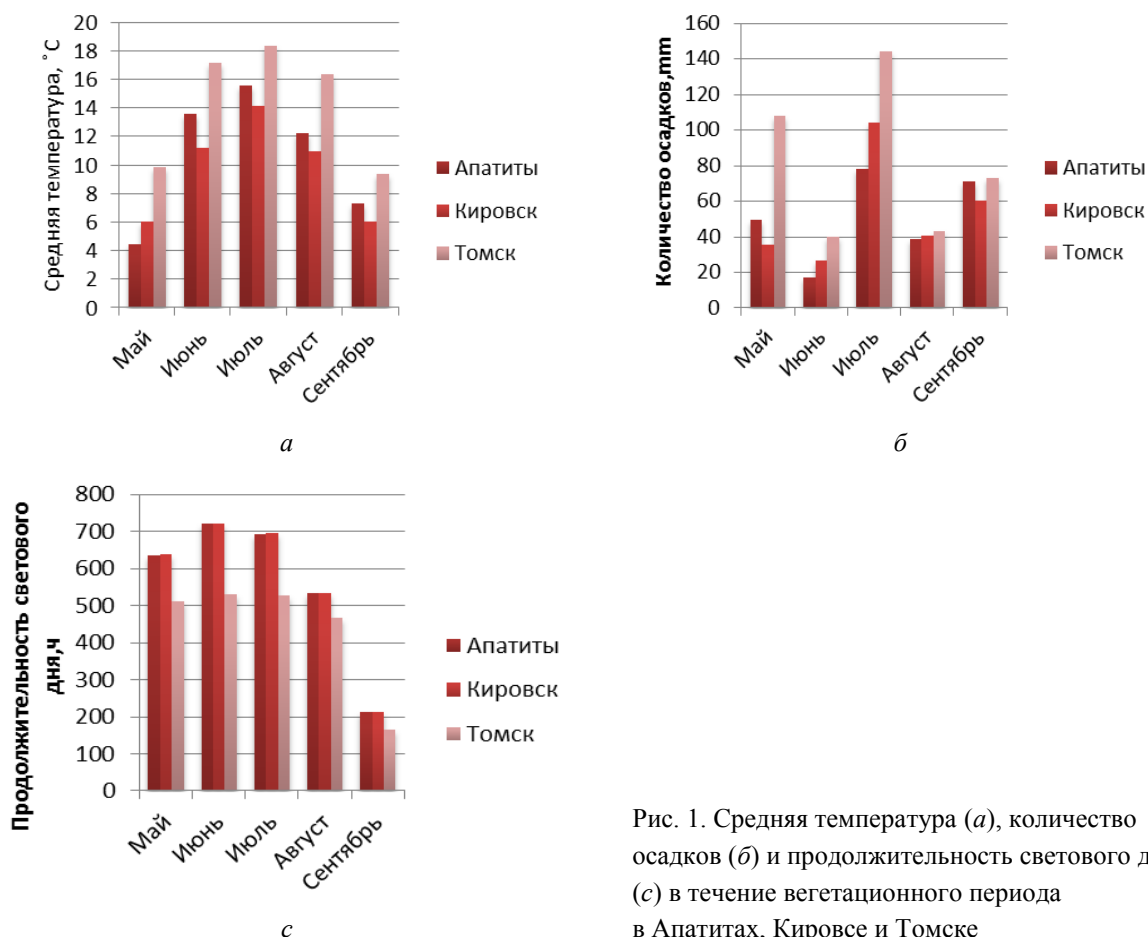 Средняя температура, ˚С
20
18
16
14
12
10
8
6
4
2
0
Май
Июнь
Июль
Август
Сентябрь
Апатиты
Кировск
Томск
а
Количество осадков,mm
160
140
120
100
80
60
40
20
0
Май
Июнь
Июль
Август
Сентябрь
Апатиты
Кировск
Томск
б
Продолжительность светового
дня,ч
800
700
600
500
400
300
200
100
0
Май
Июнь
Июль
Август
Сентябрь
Апатиты
Кировск
Томск
с
Рис. 1. Средняя температура (а), количество
осадков (б) и продолжительность светового
(с) в течение вегетационного периода
в Апатитах, Кировсе и Томске